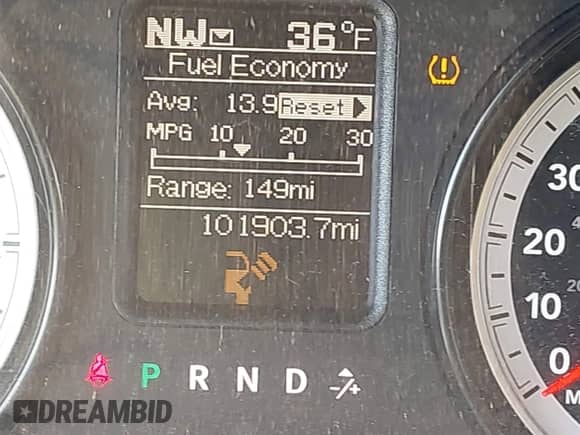 NW 36°F
Fuel Economy
Avg: 13.9 Reset
MPG 10 20 30
Range: 149mi
101903.7mi
P R N D -/+
30
20
10
0
DREAMBID